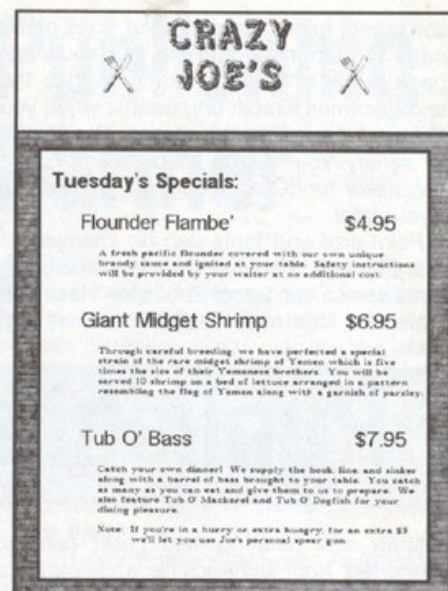 CRAZY
JOE'S
Tuesday's Specials:
Flounder Flambe' $4.95
A fresh pacific flounder covered with our own unique
brandy sauce and ignited at your table. Safety instructions
will be provided by your waiter at no additional cost.
Giant Midget Shrimp $6.95
Through careful breeding, we have perfected a special
strain of the rare midget shrimp of Yemen which is five
times the size of their Yemenese brothers. You will be
served 10 shrimp on a bed of lettuce arranged in a pattern
resembling the flag of Yemen along with a garnish of parsley.
Tub O' Bass $7.95
Catch your own dinner! We supply the hook, line and sinker
along with a barrel of bass brought to your table. You catch
as many as you can eat and give them to us to prepare. We
also feature Tub O' Mackerel and Tub O' Dogfish for your
dining pleasure.
Note: If you're in a hurry or extra hungry, for an extra $3
we'll let you use Joe's personal spear gun.